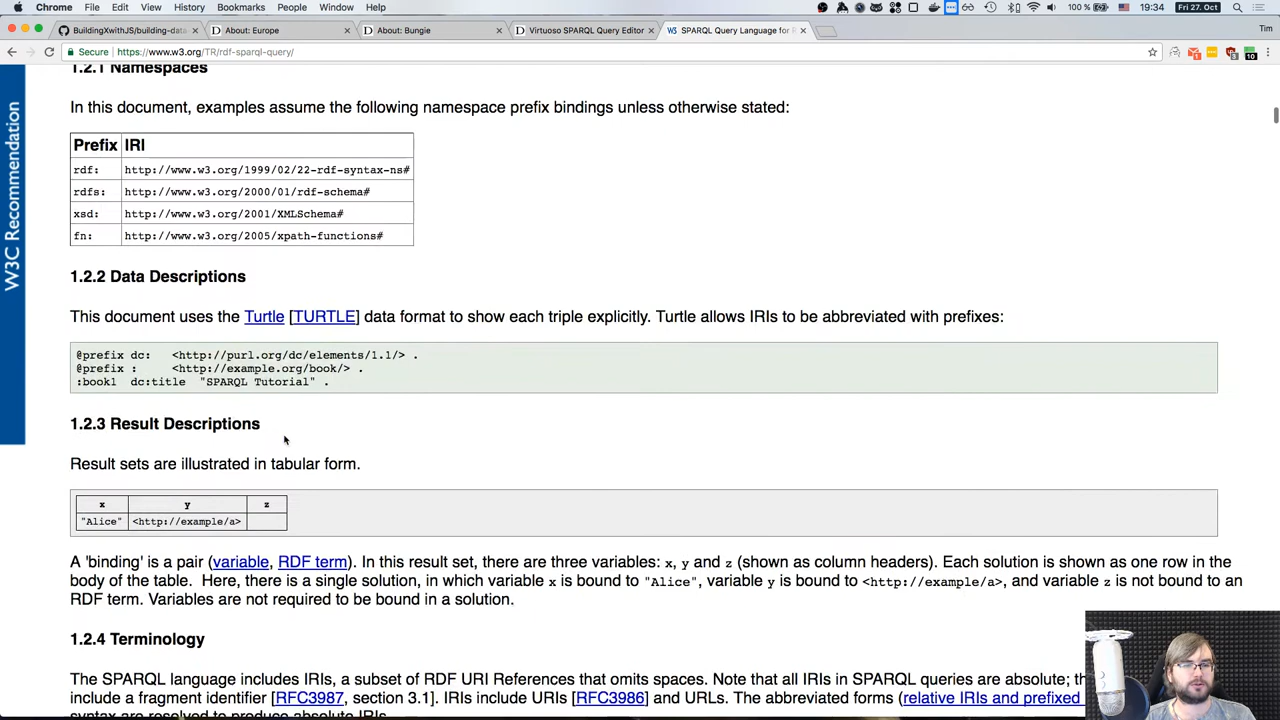 Chrome File Edit View History Bookmarks People Window Help 100 % 19:34 Fri 27. Oct
BuildingXwithJS/building-data × About: Europe × About: Bungie × Virtuoso SPARQL Query Editor × SPARQL Query Language for R × Tim
Secure https://www.w3.org/TR/rdf-sparql-query/
1.2.1 Namespaces
In this document, examples assume the following namespace prefix bindings unless otherwise stated:
Prefix IRI
rdf: http://www.w3.org/1999/02/22-rdf-syntax-ns#
rdfs: http://www.w3.org/2000/01/rdf-schema#
xsd: http://www.w3.org/2001/XMLSchema#
fn: http://www.w3.org/2005/xpath-functions#
W3C Recommendation
1.2.2 Data Descriptions
This document uses the Turtle [TURTLE] data format to show each triple explicitly. Turtle allows IRIs to be abbreviated with prefixes:
@prefix dc: <http://purl.org/dc/elements/1.1/> .
@prefix : <http://example.org/book/> .
:book1 dc:title "SPARQL Tutorial" .
1.2.3 Result Descriptions
Result sets are illustrated in tabular form.
x y z
"Alice" <http://example/a>
A 'binding' is a pair (variable, RDF term). In this result set, there are three variables: x, y and z (shown as column headers). Each solution is shown as one row in the
body of the table. Here, there is a single solution, in which variable x is bound to "Alice", variable y is bound to <http://example/a>, and variable z is not bound to an
RDF term. Variables are not required to be bound in a solution.
1.2.4 Terminology
The SPARQL language includes IRIs, a subset of RDF URI References that omits spaces. Note that all IRIs in SPARQL queries are absolute;
include a fragment identifier [RFC3987, section 3.1]. IRIs include URIs [RFC3986] and URLs. The abbreviated forms (relative IRIs and prefixed
syntax are resolved to produce absolute IRIs.